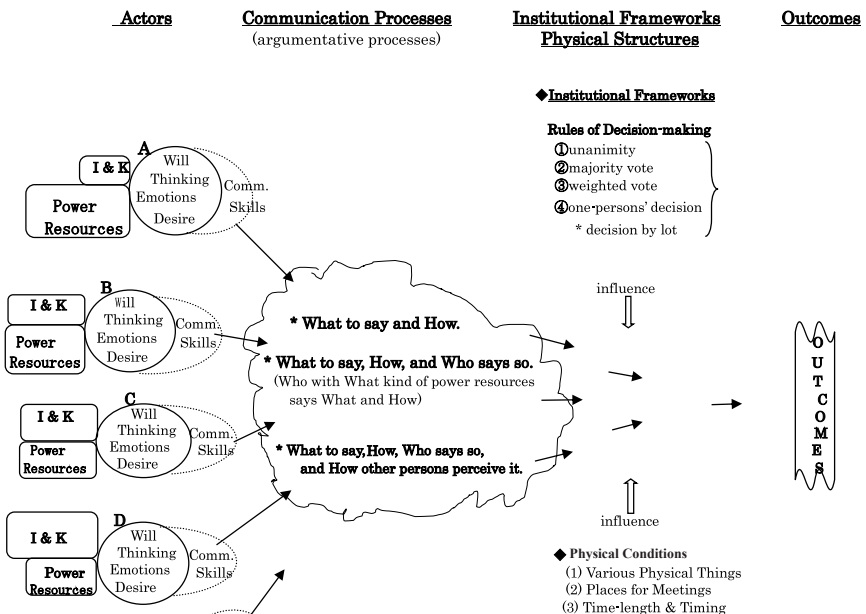 Actors
Communication Processes
(argumentative processes)
Institutional Frameworks
Physical Structures
Outcomes
◆Institutional Frameworks
Rules of Decision-making
①unanimity
②majority vote
③weighted vote
④one-persons' decision
* decision by lot
A
I & K
Power
Resources
Will
Thinking
Emotions
Desire
Comm.
Skills
B
I & K
Power
Resources
Will
Thinking
Emotions
Desire
Comm.
Skills
C
I & K
Power
Resources
Will
Thinking
Emotions
Desire
Comm.
Skills
D
I & K
Power
Resources
Will
Thinking
Emotions
Desire
Comm.
Skills
* What to say and How.
* What to say, How, and Who says so.
(Who with What kind of power resources
says What and How)
* What to say,How, Who says so,
and How other persons perceive it.
influence
influence
OUTCOMES
◆ Physical Conditions
(1) Various Physical Things
(2) Places for Meetings
(3) Time-length & Timing